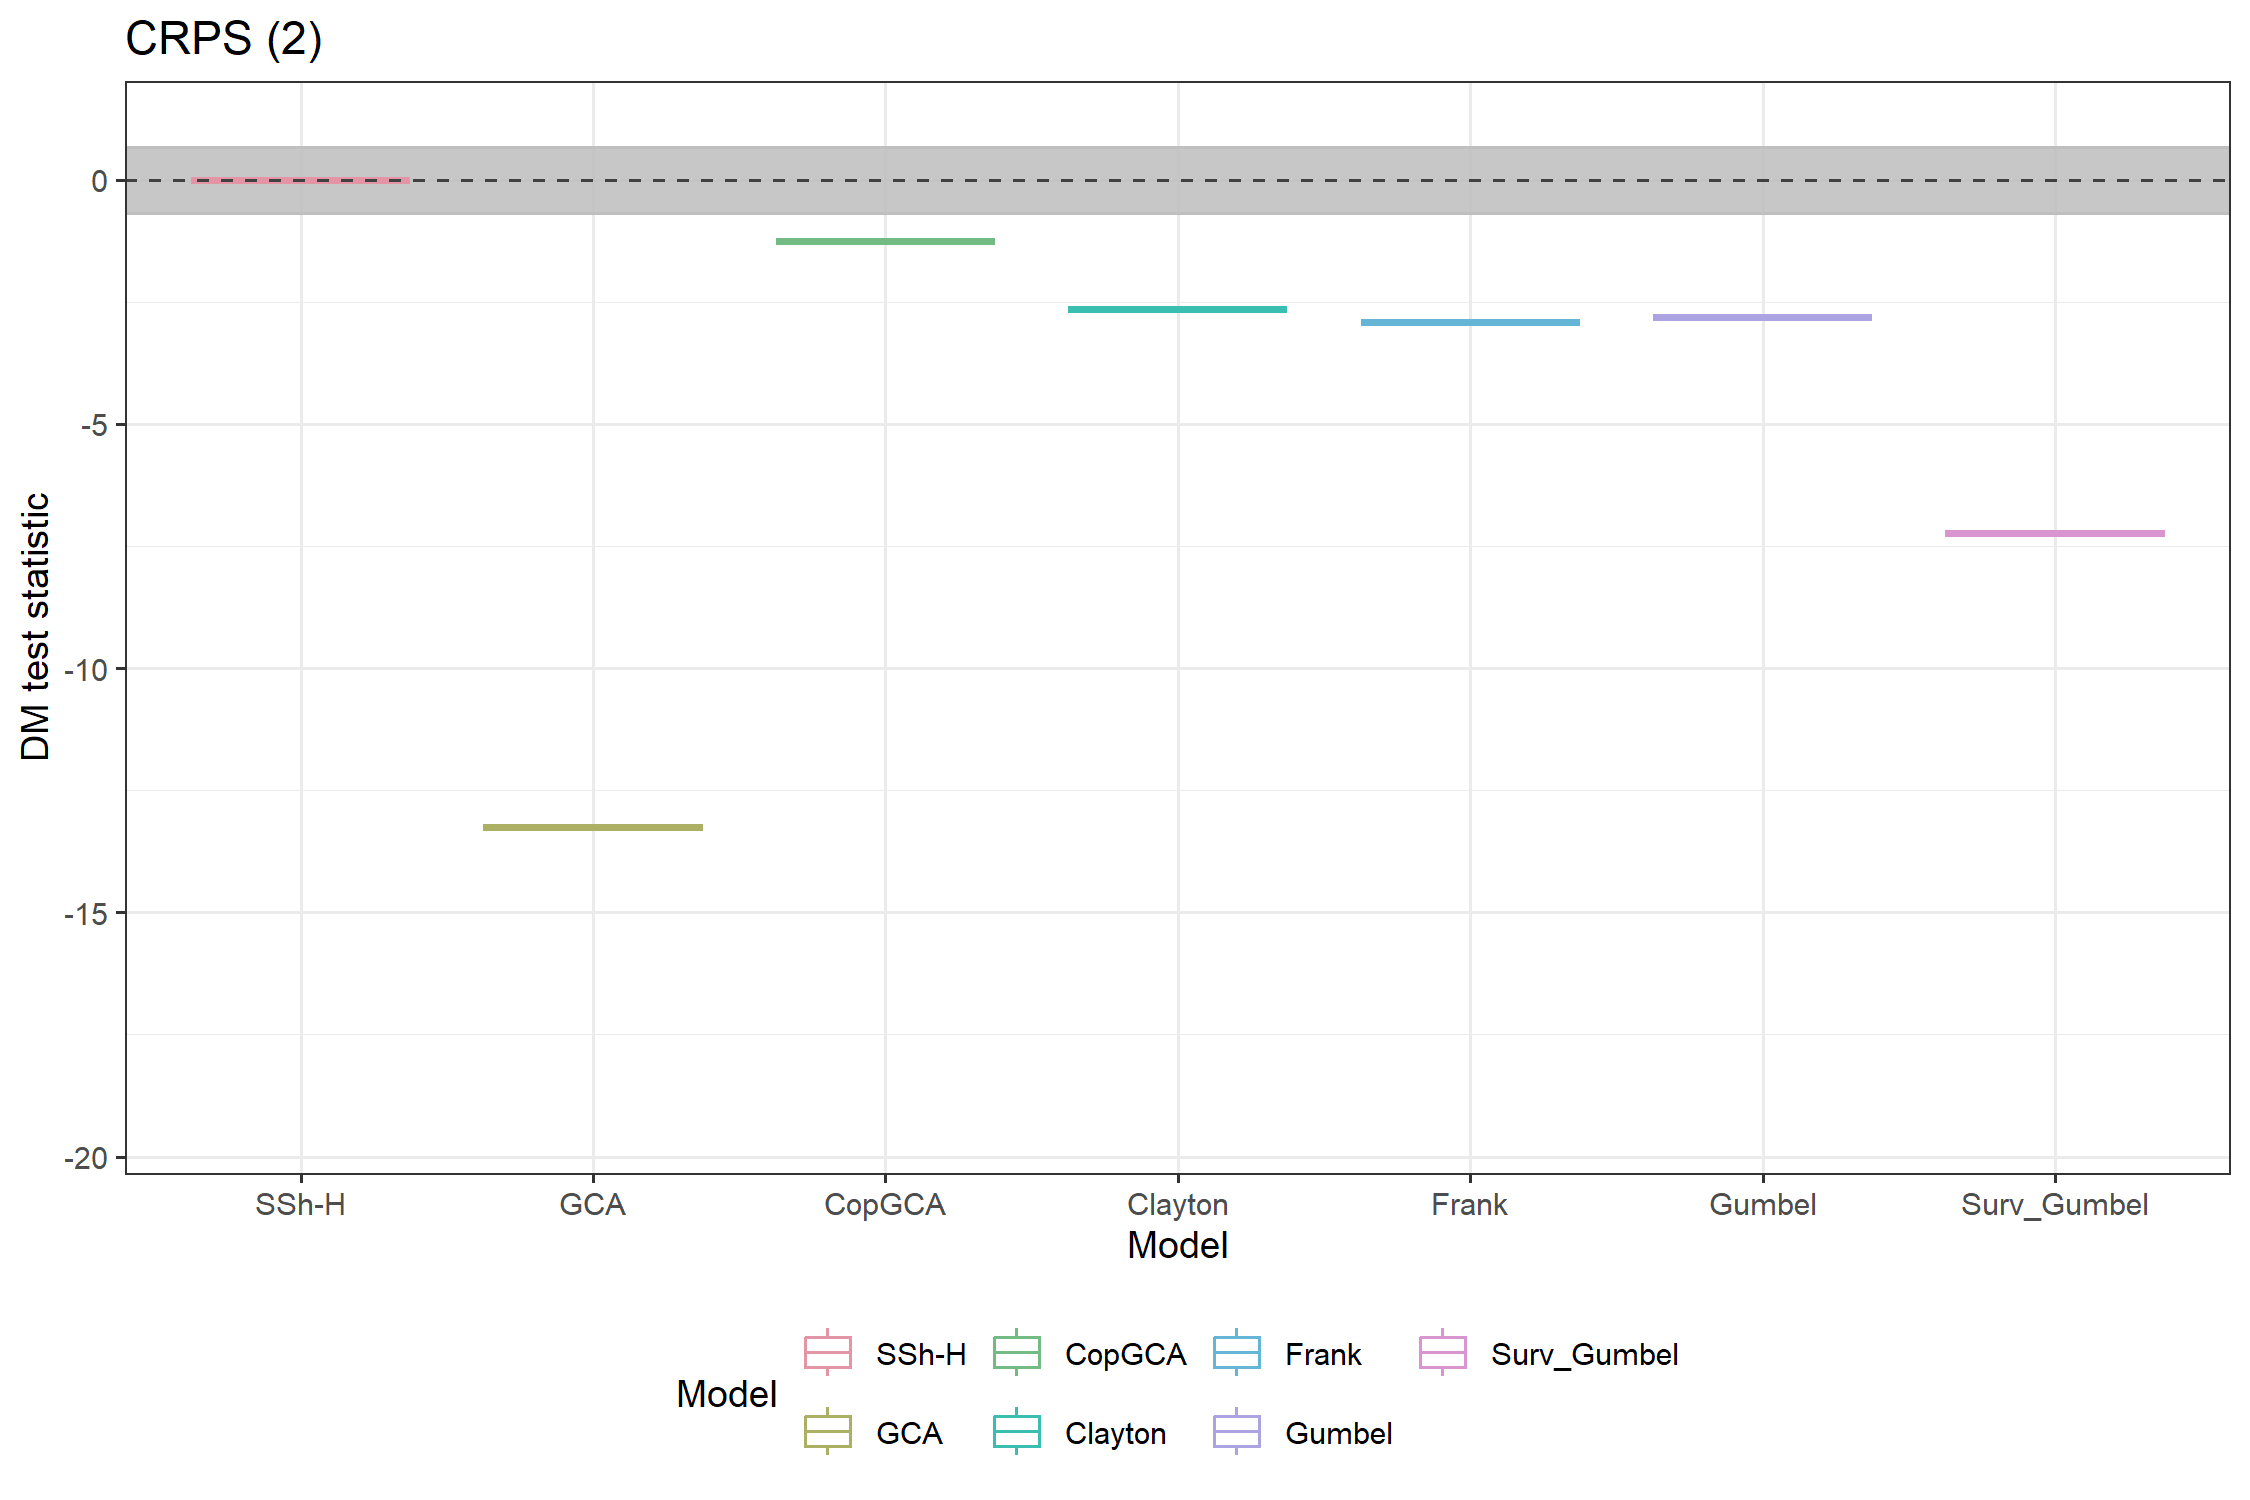 CRPS (2)
DM test statistic
0
-5
-10
-15
-20
SSh-H GCA CopGCA Clayton Frank Gumbel Surv_Gumbel
Model
Model
SSh-H CopGCA Frank Surv_Gumbel
GCA Clayton Gumbel